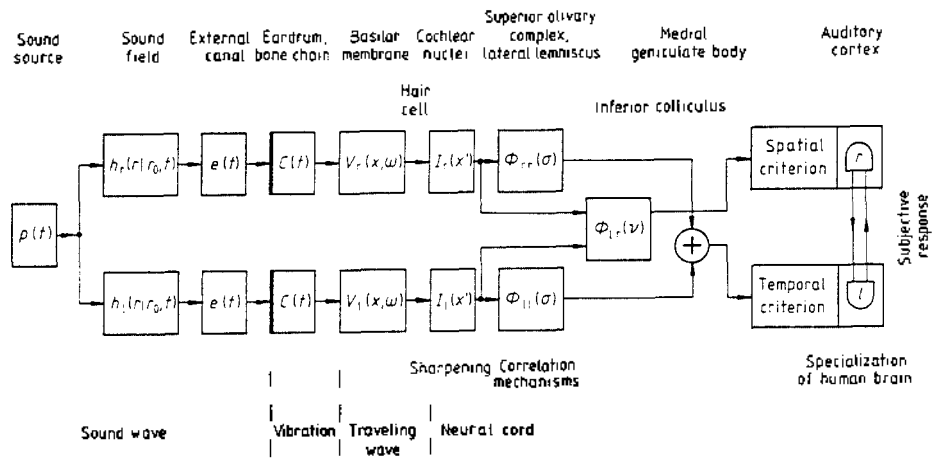 Sound source
Sound field
External canal
Eardrum, bone chain
Basilar membrane
Cochlear nuclei
Superior olivary complex, lateral lemniscus
Medial geniculate body
Auditory cortex
Hair cell
Inferior colliculus
p(t)
h_r(r|r_0,t)
e(t)
C(t)
V_r(x,ω)
I_r(x')
Φ_rr(σ)
Spatial criterion
r
Φ_lr(ν)
+
h_l(r|r_0,t)
e(t)
C(t)
V_l(x,ω)
I_l(x')
Φ_ll(σ)
Temporal criterion
l
Subjective response
Sharpening
Correlation
mechanisms
Specialization of human brain
Sound wave
Vibration
Traveling wave
Neural cord